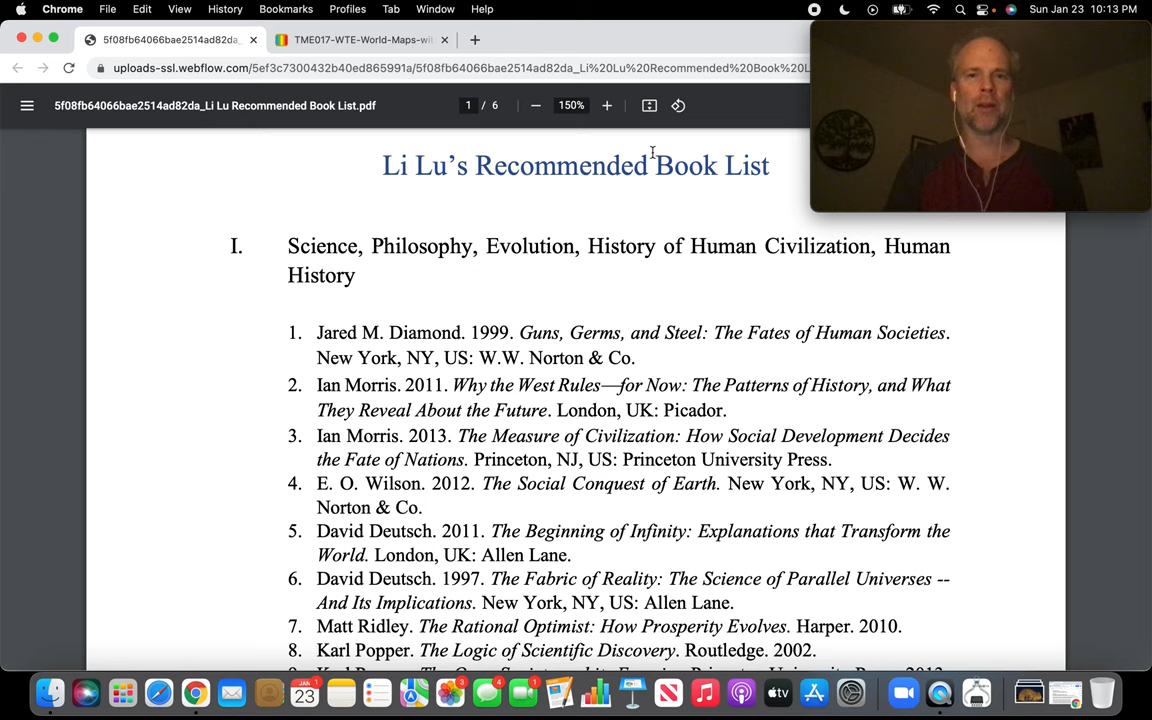 Chrome File Edit View History Bookmarks Profiles Tab Window Help Sun Jan 23 10:13 PM
5f08fb64066bae2514ad82da_ TME017-WTE-World-Maps-wi
uploads-ssl.webflow.com/5ef3c7300432b40ed865991a/5f08fb64066bae2514ad82da_Li%20Lu%20Recommended%20Book%20L
5f08fb64066bae2514ad82da_Li Lu Recommended Book List.pdf 1 / 6 150%
Li Lu's Recommended Book List
I. Science, Philosophy, Evolution, History of Human Civilization, Human
History
1. Jared M. Diamond. 1999. Guns, Germs, and Steel: The Fates of Human Societies.
New York, NY, US: W.W. Norton & Co.
2. Ian Morris. 2011. Why the West Rules—for Now: The Patterns of History, and What
They Reveal About the Future. London, UK: Picador.
3. Ian Morris. 2013. The Measure of Civilization: How Social Development Decides
the Fate of Nations. Princeton, NJ, US: Princeton University Press.
4. E. O. Wilson. 2012. The Social Conquest of Earth. New York, NY, US: W. W.
Norton & Co.
5. David Deutsch. 2011. The Beginning of Infinity: Explanations that Transform the
World. London, UK: Allen Lane.
6. David Deutsch. 1997. The Fabric of Reality: The Science of Parallel Universes --
And Its Implications. New York, NY, US: Allen Lane.
7. Matt Ridley. The Rational Optimist: How Prosperity Evolves. Harper. 2010.
8. Karl Popper. The Logic of Scientific Discovery. Routledge. 2002.
JAN 1 3 4 1
23 tv